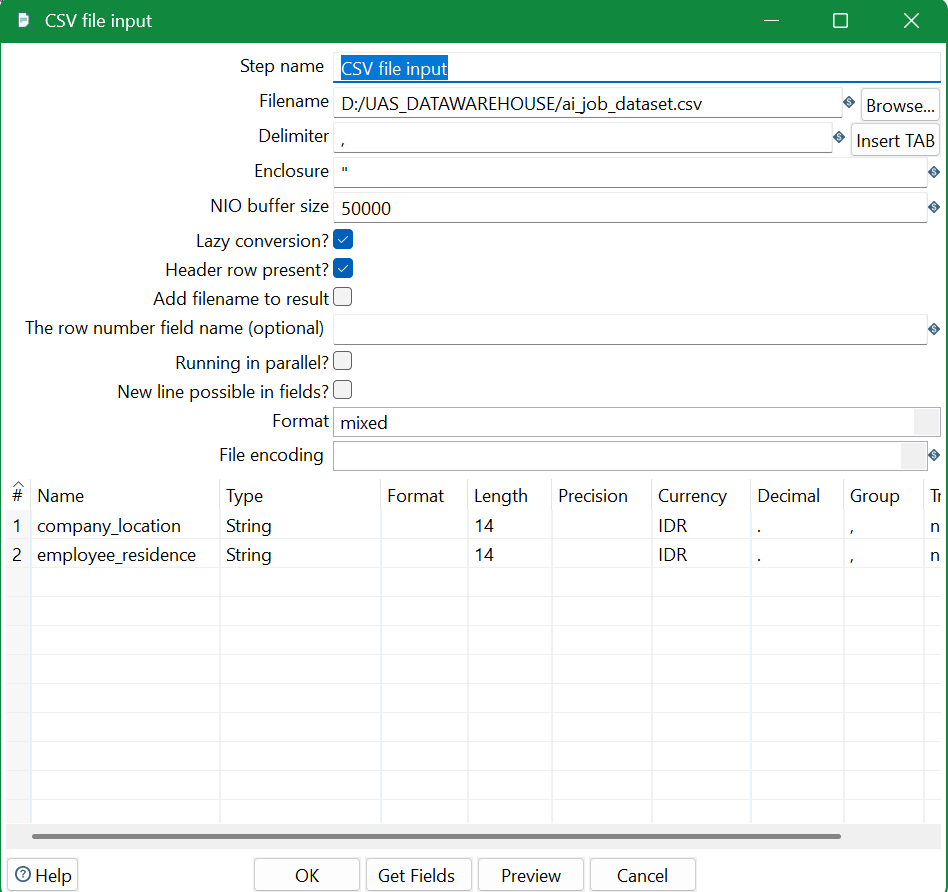 CSV file input
Step name CSV file input
Filename D:/UAS_DATAWAREHOUSE/ai_job_dataset.csv Browse...
Delimiter , Insert TAB
Enclosure "
NIO buffer size 50000
Lazy conversion?
Header row present?
Add filename to result
The row number field name (optional)
Running in parallel?
New line possible in fields?
Format mixed
File encoding
# Name Type Format Length Precision Currency Decimal Group Tr
1 company_location String 14 IDR . , n
2 employee_residence String 14 IDR . , n
Help OK Get Fields Preview Cancel